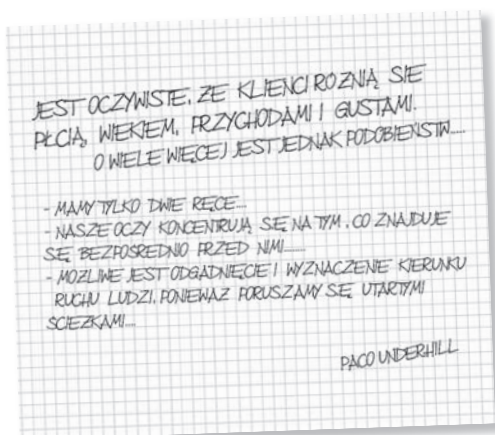 JEST OCZYWISTE, ŻE KLIENCI RÓŻNIĄ SIĘ
PŁCIĄ, WIEKIEM, PRZYCHODAMI I GUSTAMI.
O WIELE WIĘCEJ JEST JEDNAK PODOBIEŃSTW.....
- MAMY TYLKO DWIE RĘCE...
- NASZE OCZY KONCENTRUJĄ SIĘ NA TYM, CO ZNAJDUJE
SIĘ BEZPOŚREDNIO PRZED NIMI......
- MOŻLIWE JEST ODGADNIĘCIE I WYZNACZENIE KIERUNKU
RUCHU LUDZI, PONIEWAŻ PORUSZAMY SIĘ UTARTYMI
ŚCIEŻKAMI....
PACO UNDERHILL